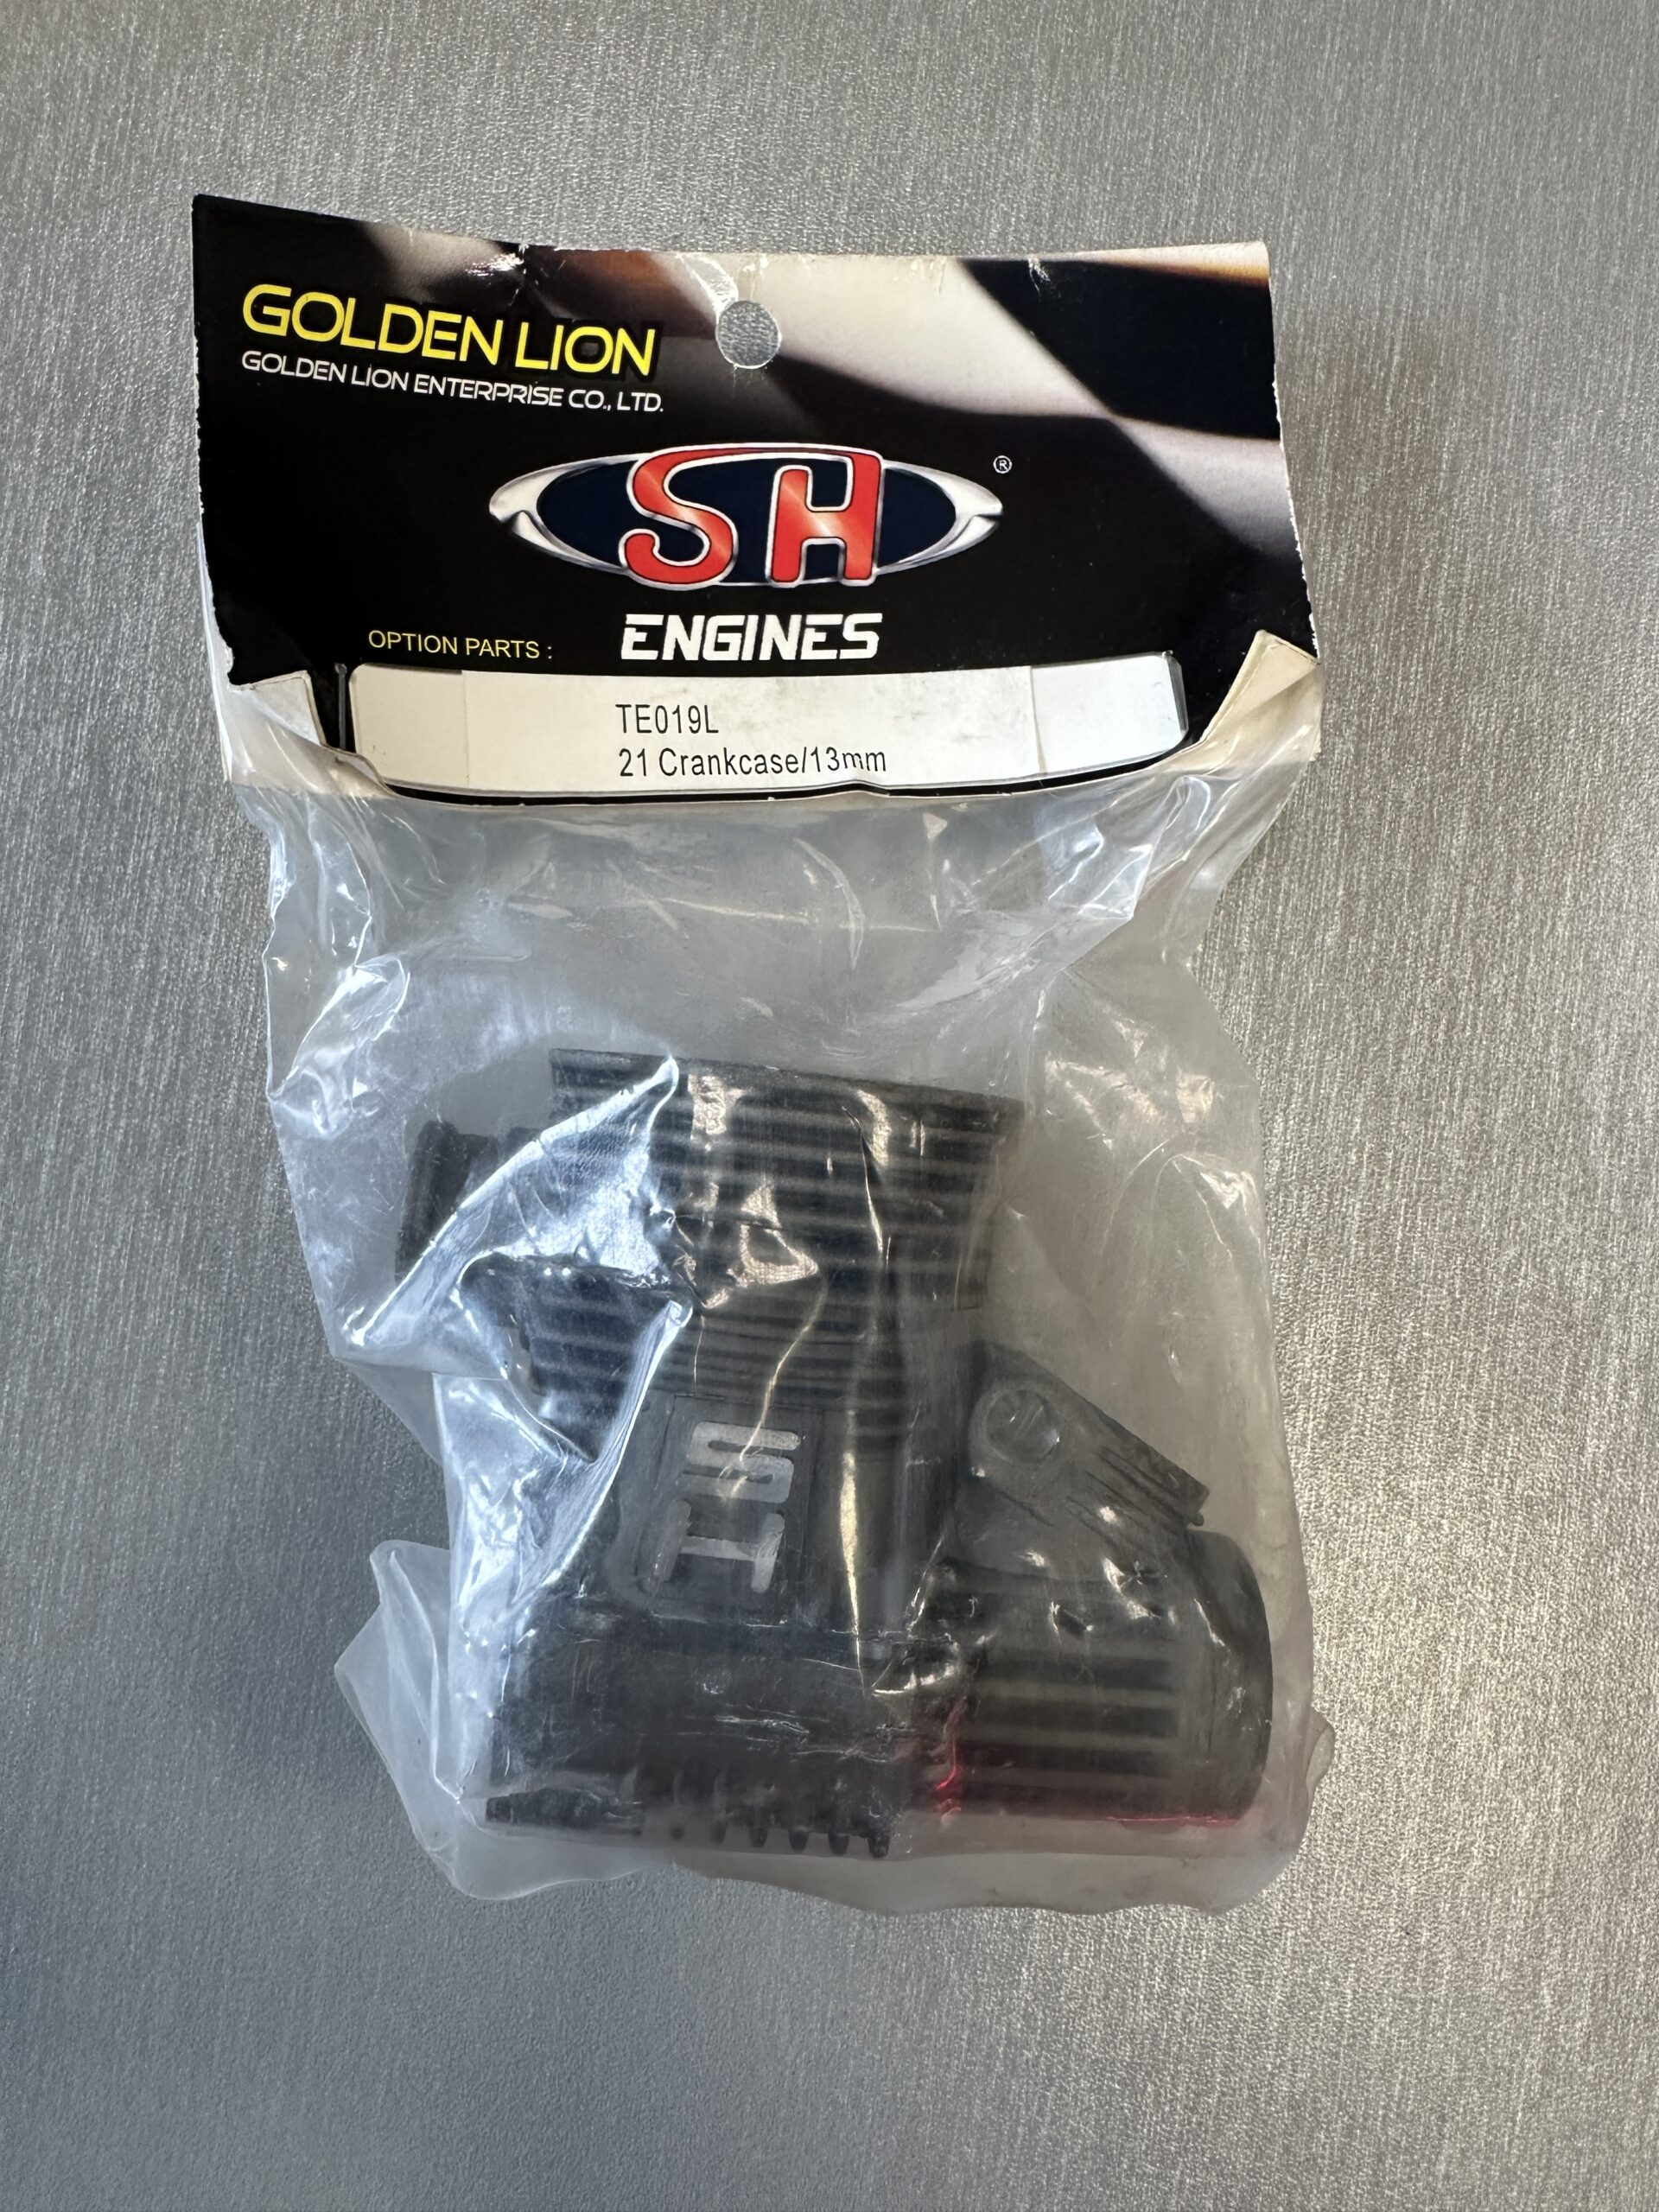 GOLDEN LION
GOLDEN LION ENTERPRISE CO., LTD.
SH ®
ENGINES
OPTION PARTS :
TE019L
21 Crankcase/13mm
SH